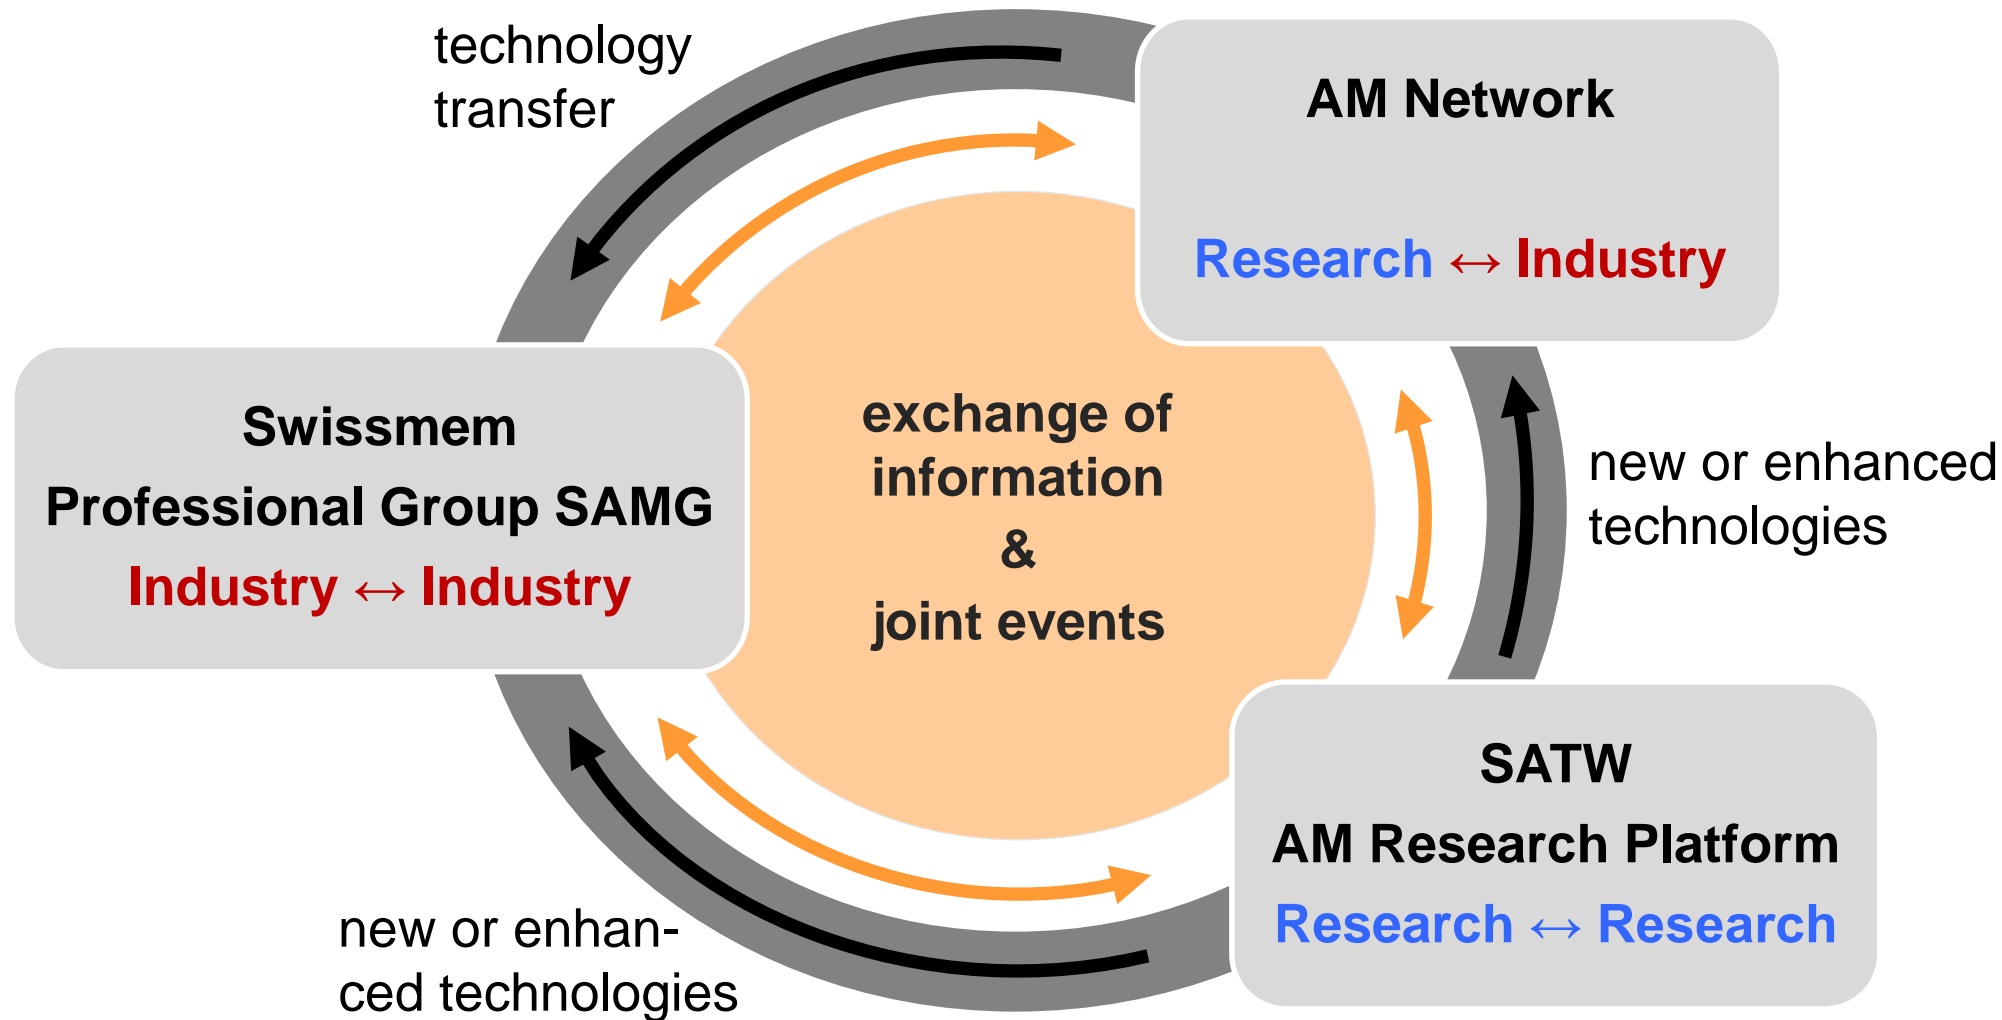 technology
transfer
AM Network
Research ↔ Industry
Swissmem
Professional Group SAMG
Industry ↔ Industry
exchange of
information
&
joint events
new or enhanced
technologies
SATW
AM Research Platform
Research ↔ Research
new or enhan-
ced technologies